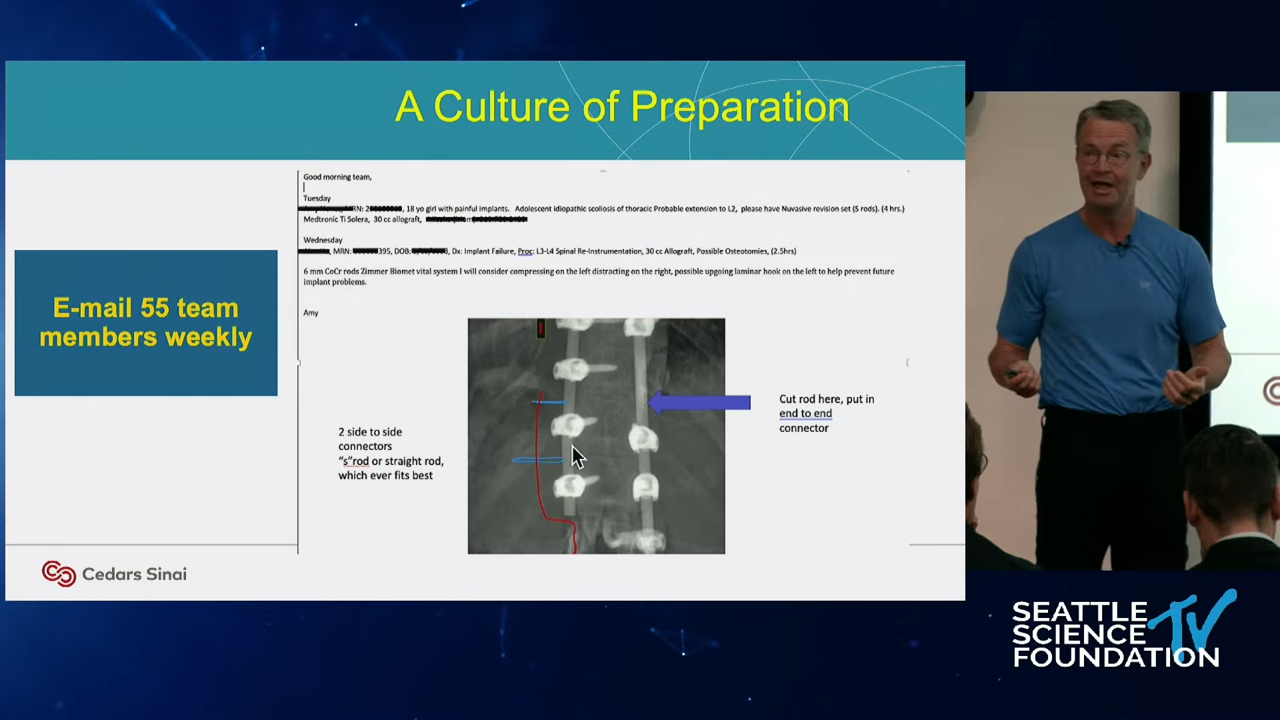 A Culture of Preparation
E-mail 55 team
members weekly
Good morning team,
Tuesday
18 yo girl with painful implants. Adolescent idiopathic scoliosis of thoracic Probable extension to L2, please have Nuvasive revision set (5 rods). (4 hrs.)
Medtronic Ti Solera, 30 cc allograft,
Wednesday
MRN: 395, DOB: Dx: Implant Failure, Proc: L3-L4 Spinal Re-Instrumentation, 30 cc Allograft, Possible Osteotomies, (2.5hrs)
6 mm CoCr rods Zimmer Biomet vital system I will consider compressing on the left distracting on the right, possible upgoing laminar hook on the left to help prevent future
implant problems.
Amy
2 side to side
connectors
"s"rod or straight rod,
which ever fits best
Cut rod here, put in
end to end
connector
Cedars Sinai
SEATTLE
SCIENCE TV
FOUNDATION